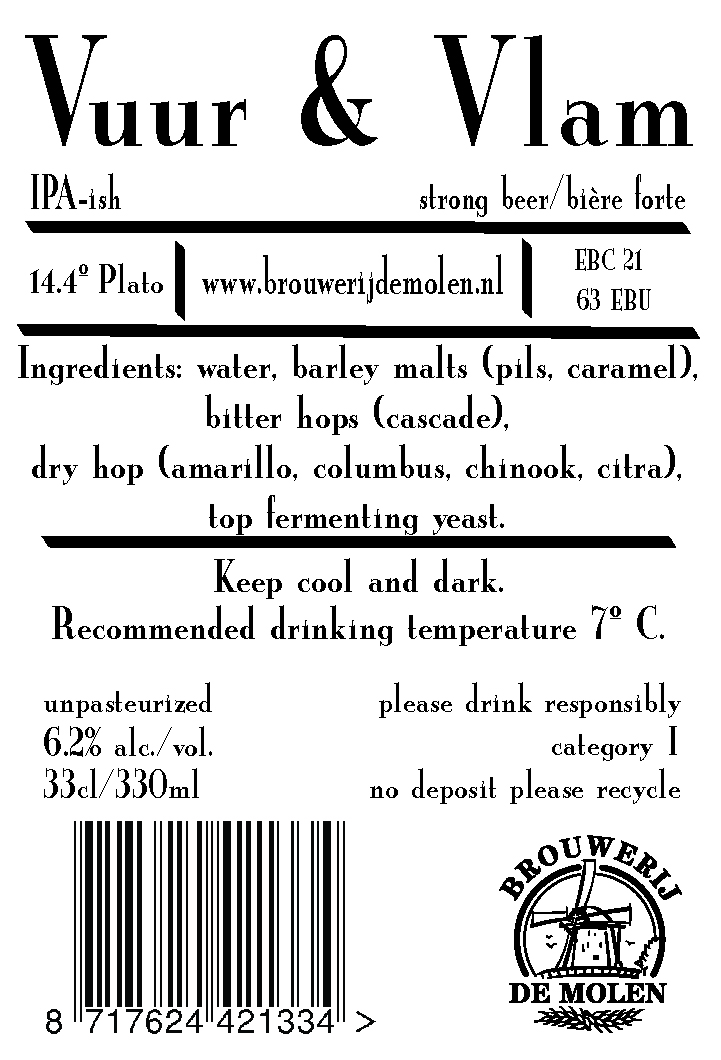 Vuur & Vlam
IPA-ish strong beer/bière forte
14.4º Plato www.brouwerijdemolen.nl EBC 21
63 EBU
Ingredients: water, barley malts (pils, caramel),
bitter hops (cascade),
dry hop (amarillo, columbus, chinook, citra),
top fermenting yeast.
Keep cool and dark.
Recommended drinking temperature 7º C.
unpasteurized please drink responsibly
6.2% alc./vol. category I
33cl/330ml no deposit please recycle
BROUWERIJ
DE MOLEN
8 717624 421334 >